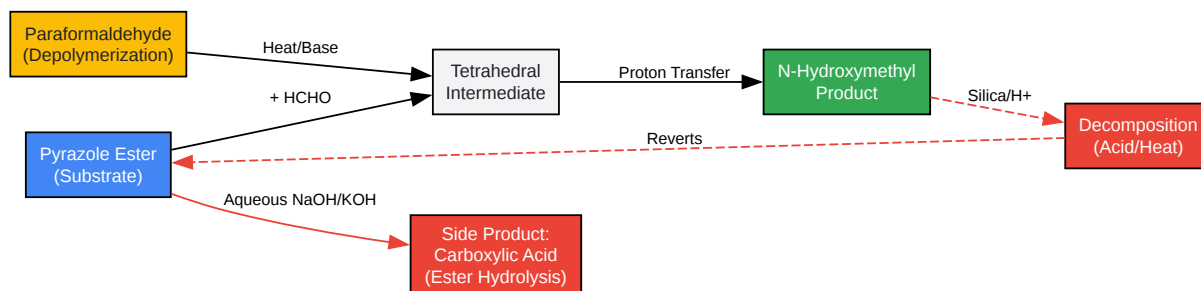 Paraformaldehyde
(Depolymerization)
Heat/Base
+ HCHO
Pyrazole Ester
(Substrate)
Tetrahedral
Intermediate
Proton Transfer
N-Hydroxymethyl
Product
Silica/H+
Decomposition
(Acid/Heat)
Reverts
Aqueous NaOH/KOH
Side Product:
Carboxylic Acid
(Ester Hydrolysis)